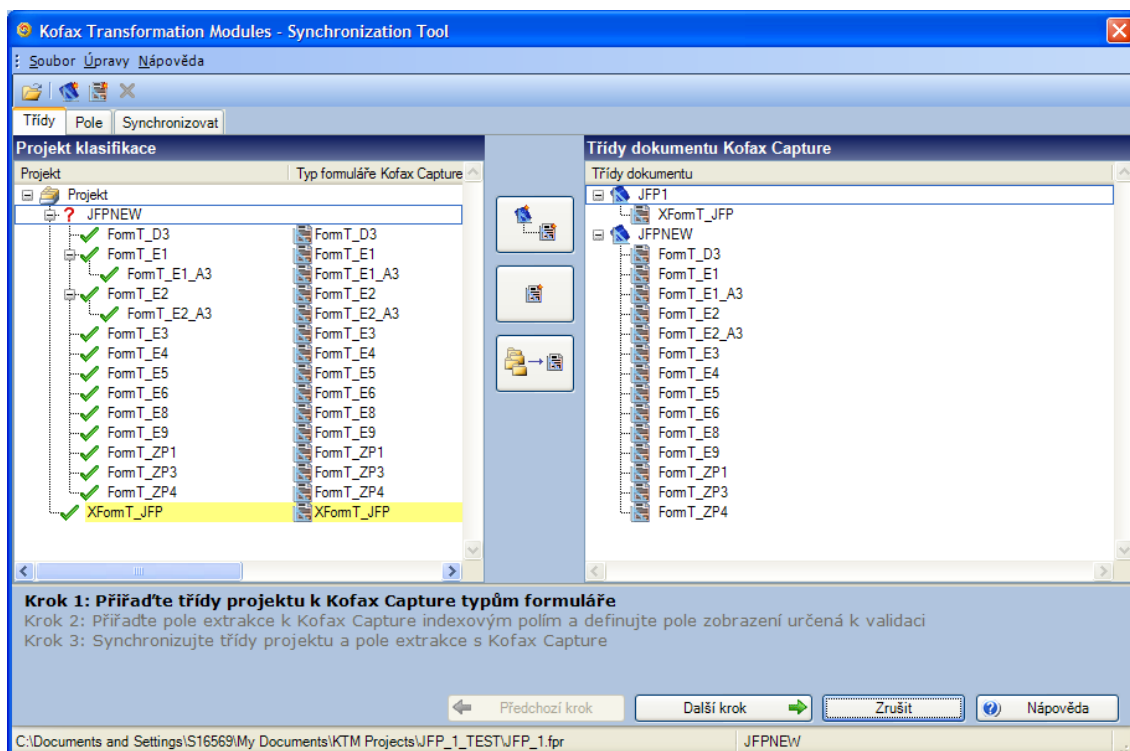 Kofax Transformation Modules - Synchronization Tool
Soubor Úpravy Nápověda
Třídy Pole Synchronizovat
Projekt klasifikace
Projekt Typ formuláře Kofax Capture
Projekt
JFPNEW
FormT_D3 FormT_D3
FormT_E1 FormT_E1
FormT_E1_A3 FormT_E1_A3
FormT_E2 FormT_E2
FormT_E2_A3 FormT_E2_A3
FormT_E3 FormT_E3
FormT_E4 FormT_E4
FormT_E5 FormT_E5
FormT_E6 FormT_E6
FormT_E8 FormT_E8
FormT_E9 FormT_E9
FormT_ZP1 FormT_ZP1
FormT_ZP3 FormT_ZP3
FormT_ZP4 FormT_ZP4
XFormT_JFP XFormT_JFP
Třídy dokumentu Kofax Capture
Třídy dokumentu
JFP1
XFormT_JFP
JFPNEW
FormT_D3
FormT_E1
FormT_E1_A3
FormT_E2
FormT_E2_A3
FormT_E3
FormT_E4
FormT_E5
FormT_E6
FormT_E8
FormT_E9
FormT_ZP1
FormT_ZP3
FormT_ZP4
Krok 1: Přiřaďte třídy projektu k Kofax Capture typům formuláře
Krok 2: Přiřaďte pole extrakce k Kofax Capture indexovým polím a definujte pole zobrazení určená k validaci
Krok 3: Synchronizujte třídy projektu a pole extrakce s Kofax Capture
Předchozí krok Další krok Zrušit Nápověda
C:\Documents and Settings\S16569\My Documents\KTM Projects\JFP_1_TEST\JFP_1.fpr JFPNEW